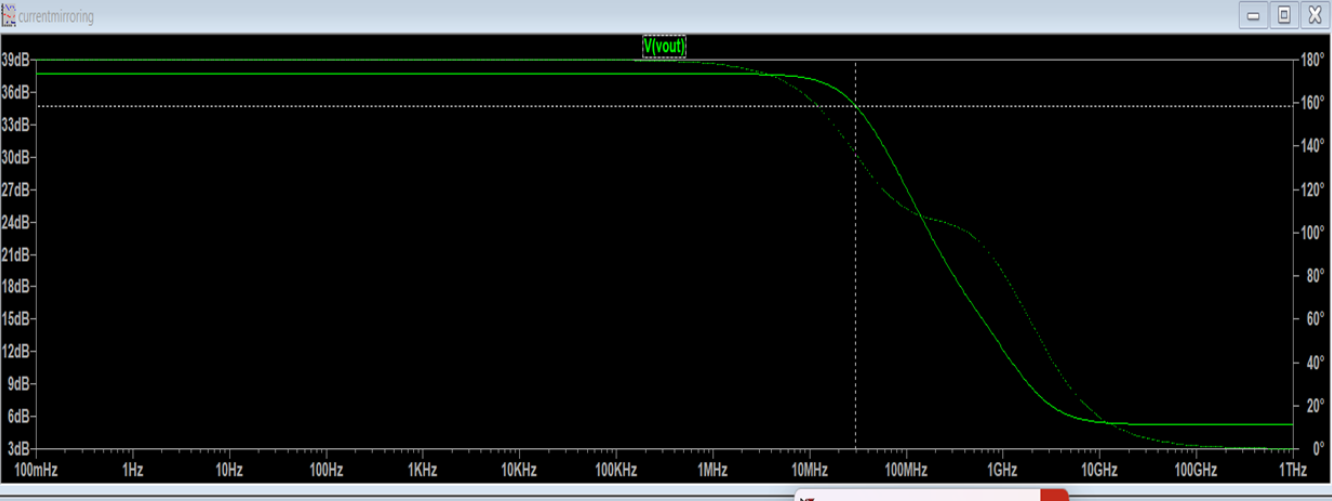 currentmirroring
V(vout)
39dB
36dB
33dB
30dB
27dB
24dB
21dB
18dB
15dB
12dB
9dB
6dB
3dB
180°
160°
140°
120°
100°
80°
60°
40°
20°
0°
100mHz 1Hz 10Hz 100Hz 1KHz 10KHz 100KHz 1MHz 10MHz 100MHz 1GHz 10GHz 100GHz 1THz